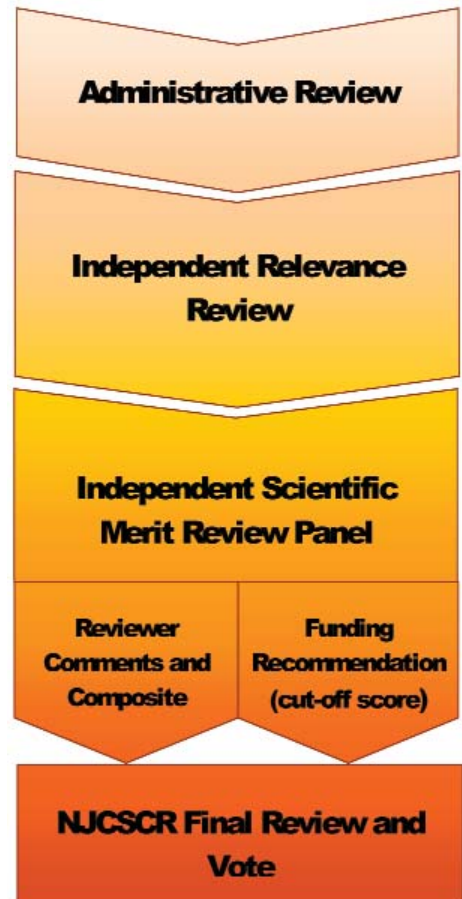 Administrative Review
Independent Relevance
Review
Independent Scientific
Merit Review Panel
Reviewer
Comments and
Composite
Funding
Recommendation
(cut-off score)
NJCSCR Final Review and
Vote